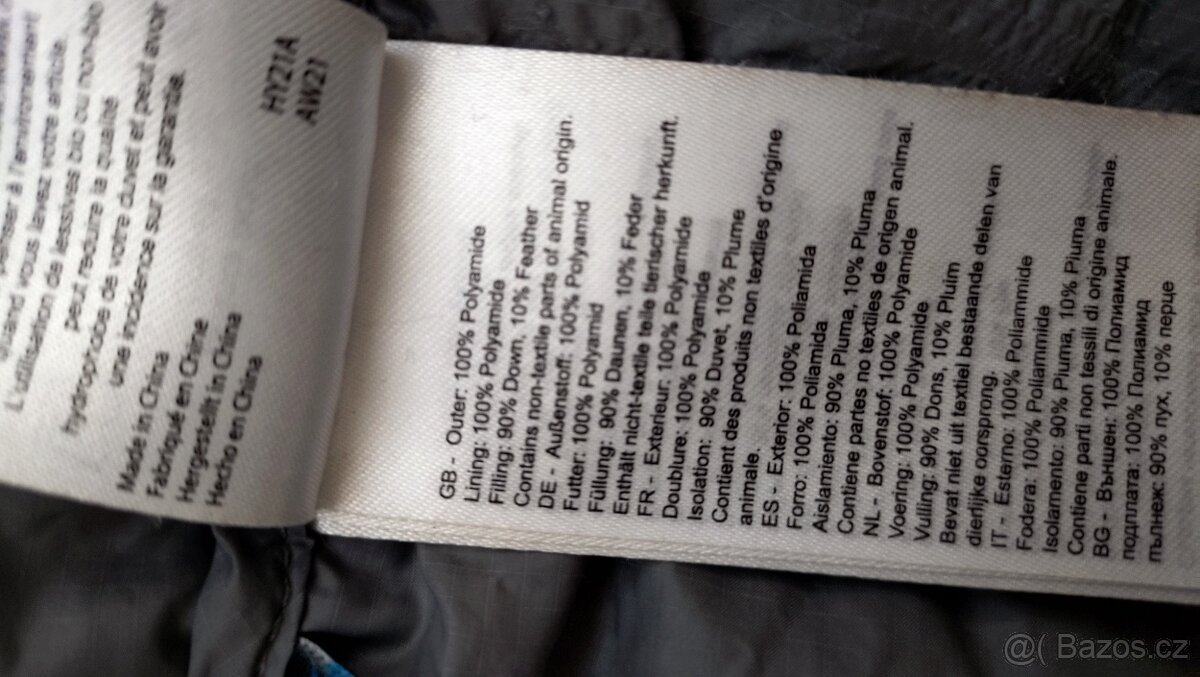 penser à l'environnement
quand vous lavez votre article.
L'utilisation de lessives bio ou non-bio
peut réduire la qualité
hydrophobe de votre duvet et peut avoir
une incidence sur la garantie.
Made in China
Fabriqué en Chine
Hergestellt in China
Hecho en China
HY21A
AW21
GB - Outer: 100% Polyamide
Lining: 100% Polyamide
Filling: 90% Down, 10% Feather
Contains non-textile parts of animal origin.
DE - Außenstoff: 100% Polyamid
Futter: 100% Polyamid
Füllung: 90% Daunen, 10% Feder
Enthält nicht-textile teile tierischer herkunft.
FR - Exterieur: 100% Polyamide
Doublure: 100% Polyamide
Isolation: 90% Duvet, 10% Plume
Contient des produits non textiles d'origine
animale.
ES - Exterior: 100% Poliamida
Forro: 100% Poliamida
Aislamiento: 90% Pluma, 10% Pluma
Contiene partes no textiles de origen animal.
NL - Bovenstof: 100% Polyamide
Voering: 100% Polyamide
Vulling: 90% Dons, 10% Pluim
Bevat niet uit textiel bestaande delen van
dierlijke oorsprong.
IT - Esterno: 100% Poliammide
Fodera: 100% Poliammide
Isolamento: 90% Piuma, 10% Piuma
Contiene parti non tessili di origine animale.
BG - Външен: 100% Полиамид
подплата: 100% Полиамид
пълнеж: 90% пух, 10% перце
@( Bazos.cz